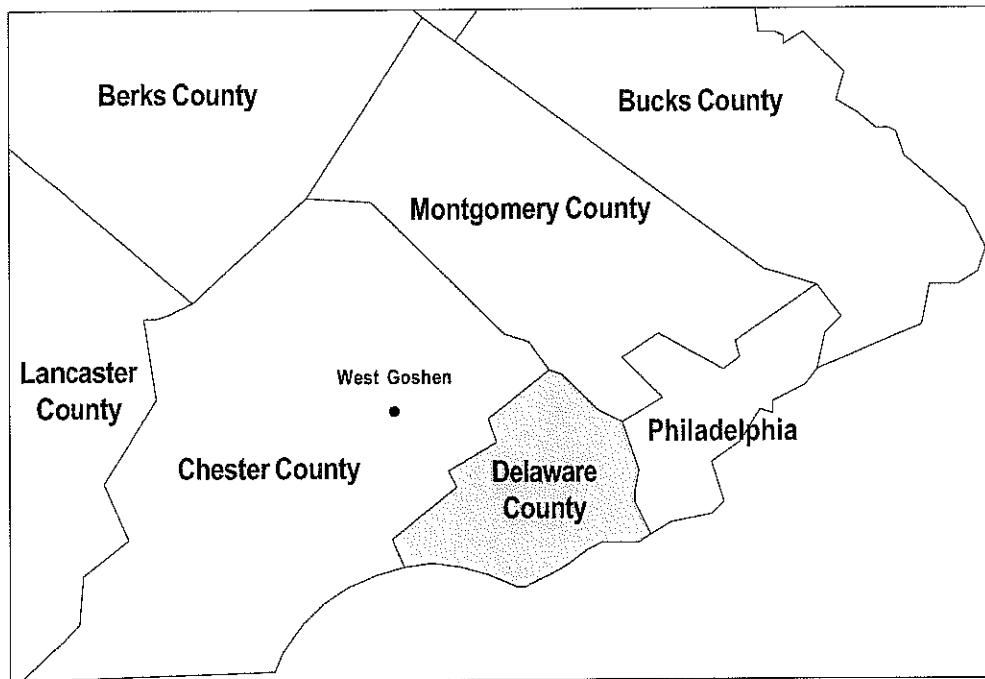 Berks County
Bucks County
Montgomery County
Lancaster
County
West Goshen
Philadelphia
Chester County
Delaware
County